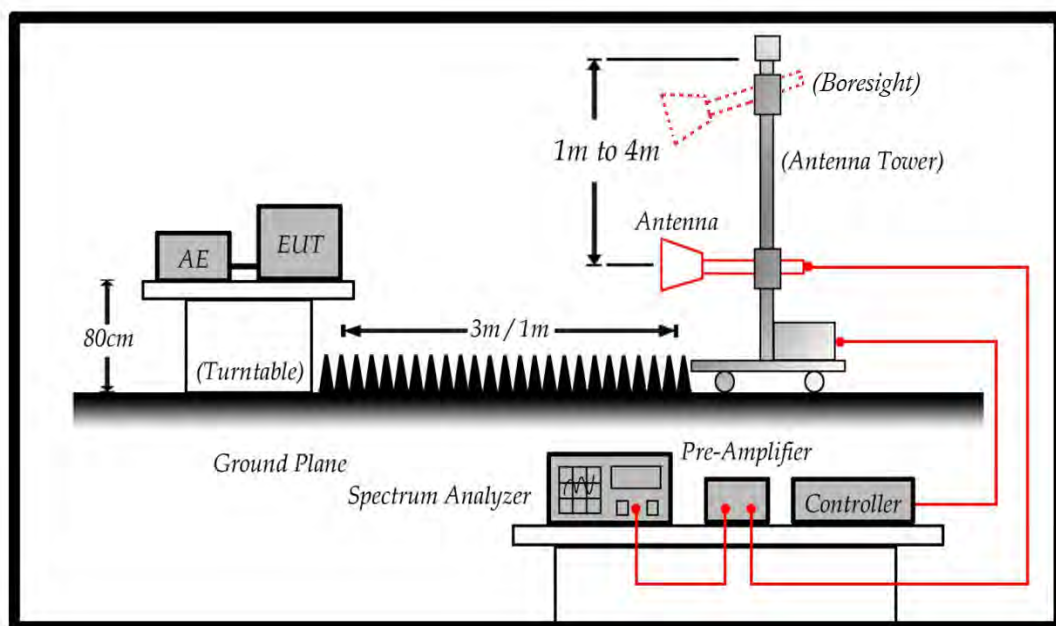 (Boresight)
1m to 4m
(Antenna Tower)
Antenna
EUT
AE
80cm
3m / 1m
(Turntable)
Ground Plane
Pre-Amplifier
Spectrum Analyzer
Controller